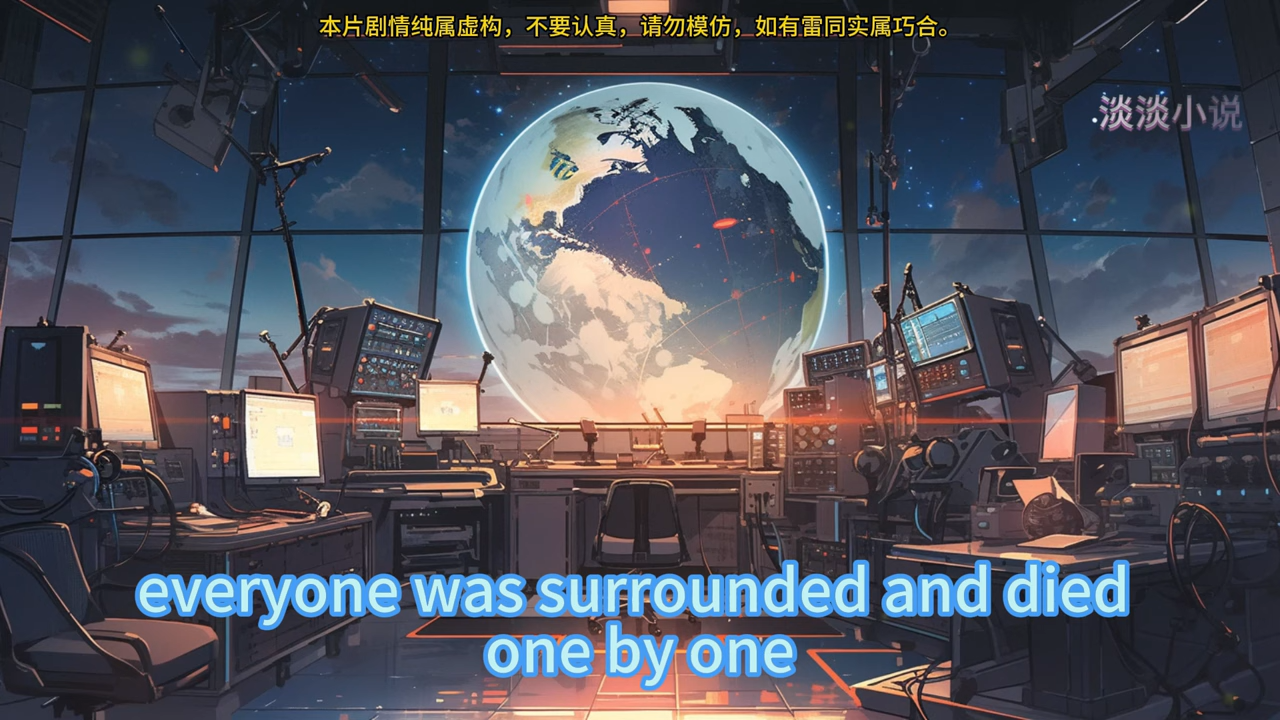 本片剧情纯属虚构，不要认真，请勿模仿，如有雷同实属巧合。
淡淡小说
everyone was surrounded and died
one by one